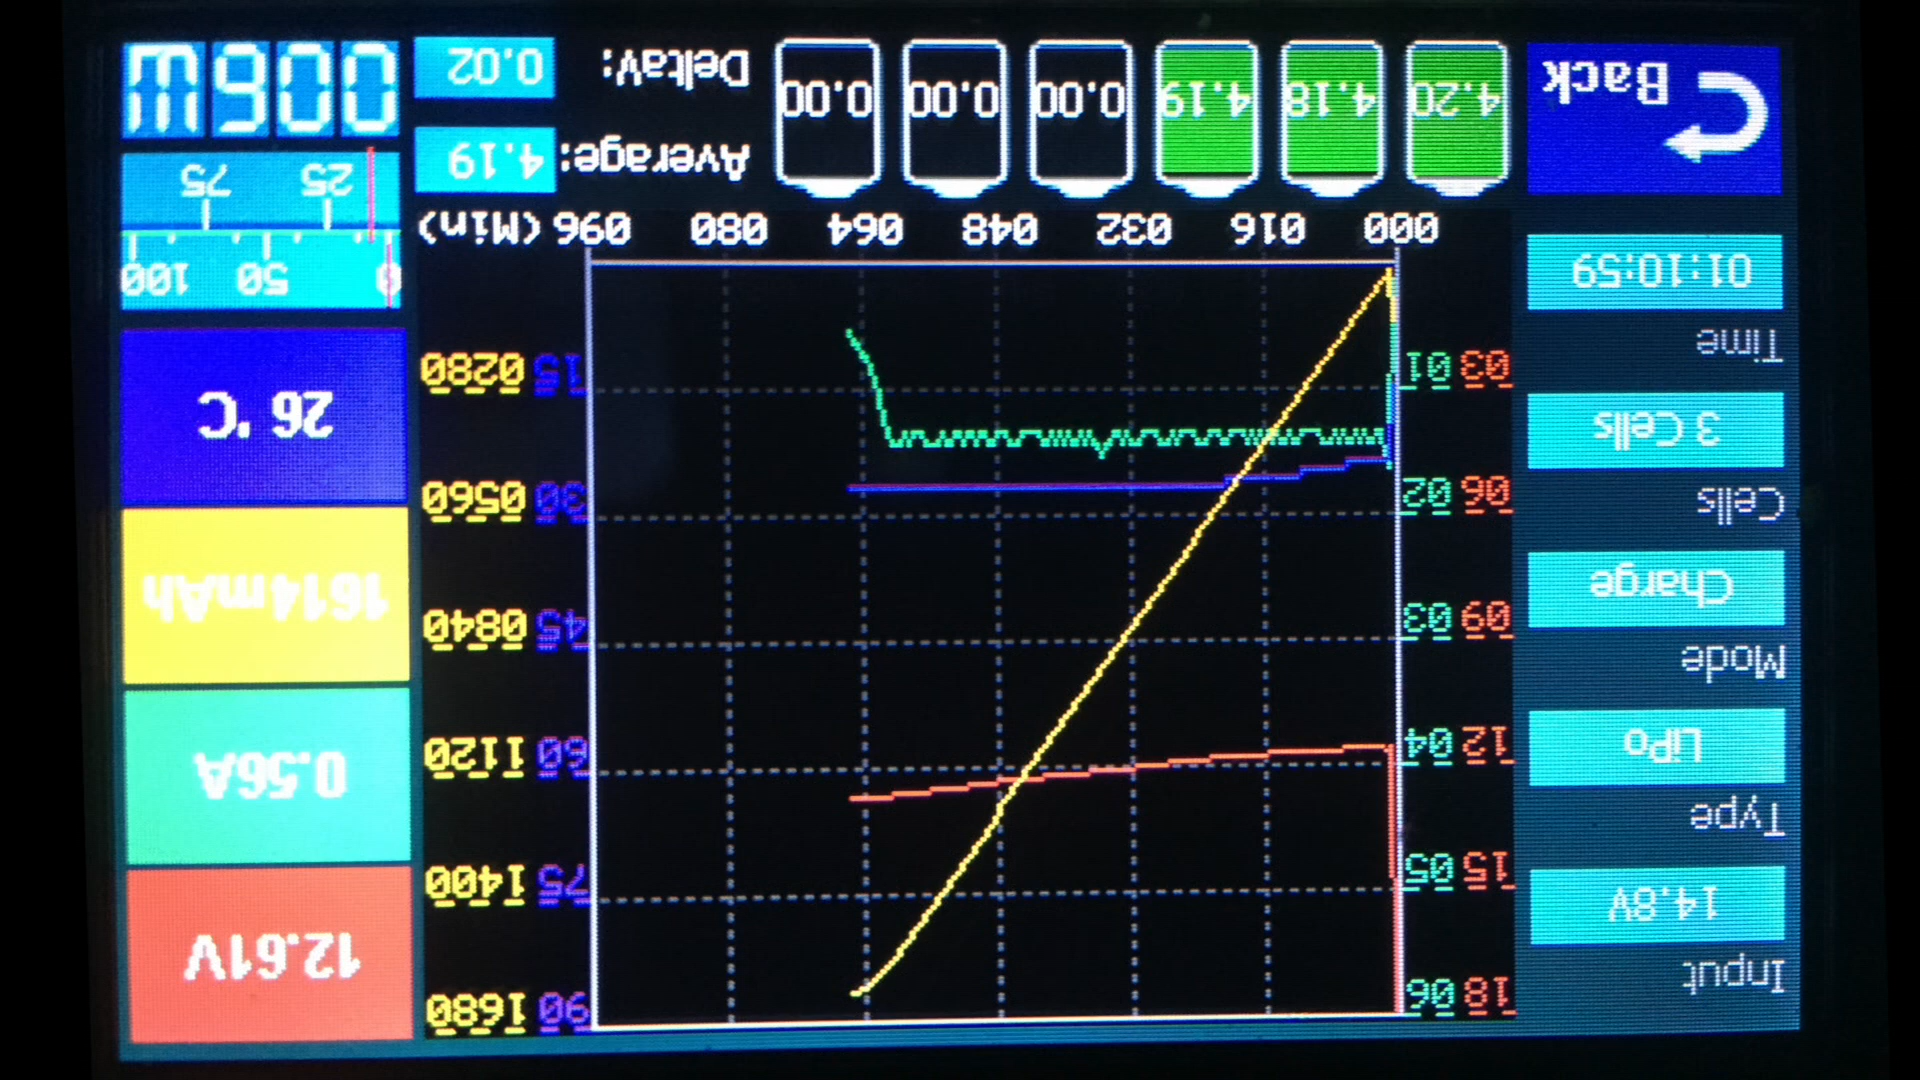 Input
14.8V
Type
LiPo
Mode
Charge
Cells
3 Cells
Time
01:10:59
Back
18 06
15 05
12 04
09 03
06 02
03 01
90 1680
75 1400
60 1120
45 0840
30 0560
15 0280
000 016 032 048 064 080 096 (Min)
4.20 4.18 4.19 0.00 0.00 0.00
Average: 4.19
DeltaV: 0.02
12.61V
0.56A
1614mAh
26 °C
0 50 100
25 75
006W